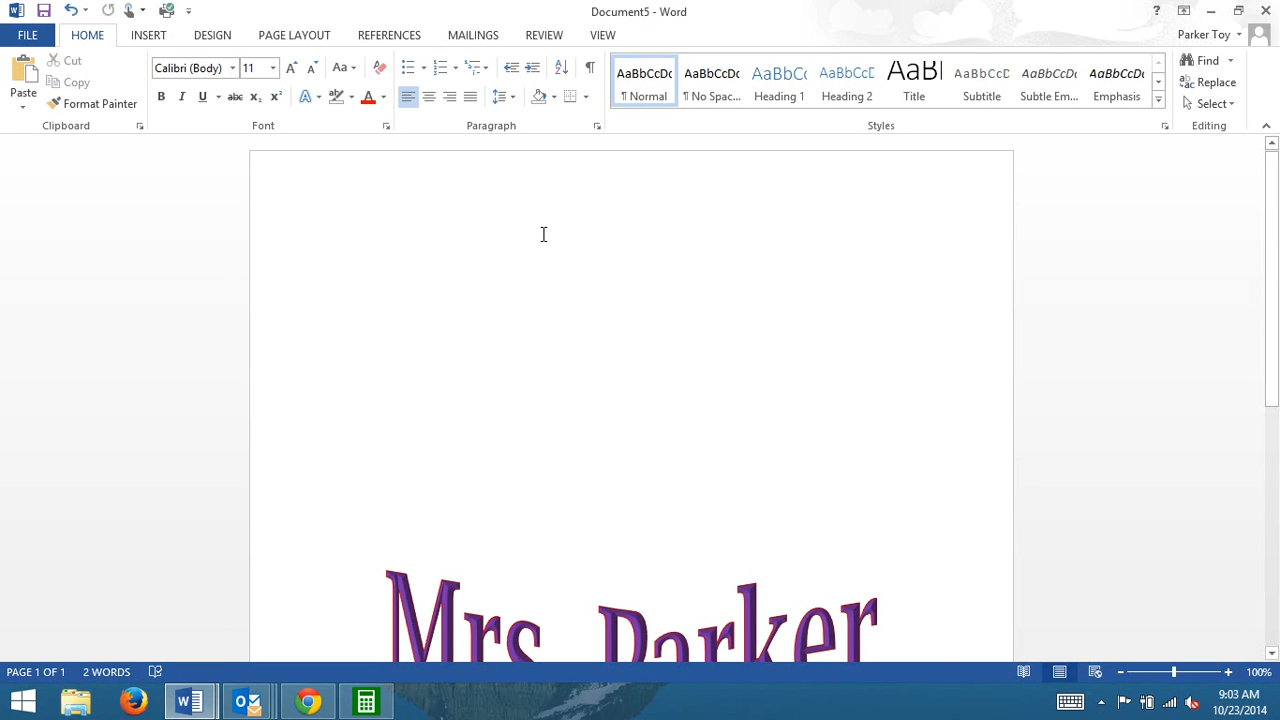 Document5 - Word
FILE HOME INSERT DESIGN PAGE LAYOUT REFERENCES MAILINGS REVIEW VIEW Parker Toy
Paste
Cut
Copy
Format Painter
Clipboard
Calibri (Body) 11
Font
Paragraph
AaBbCcDc AaBbCcDc AaBbCc AaBbCcD AaBl AaBbCcD AaBbCcDc AaBbCcDc
¶ Normal ¶ No Spac... Heading 1 Heading 2 Title Subtitle Subtle Em... Emphasis
Styles
Find
Replace
Select
Editing
Mrs. Parker
PAGE 1 OF 1 2 WORDS 100%
9:03 AM
10/23/2014